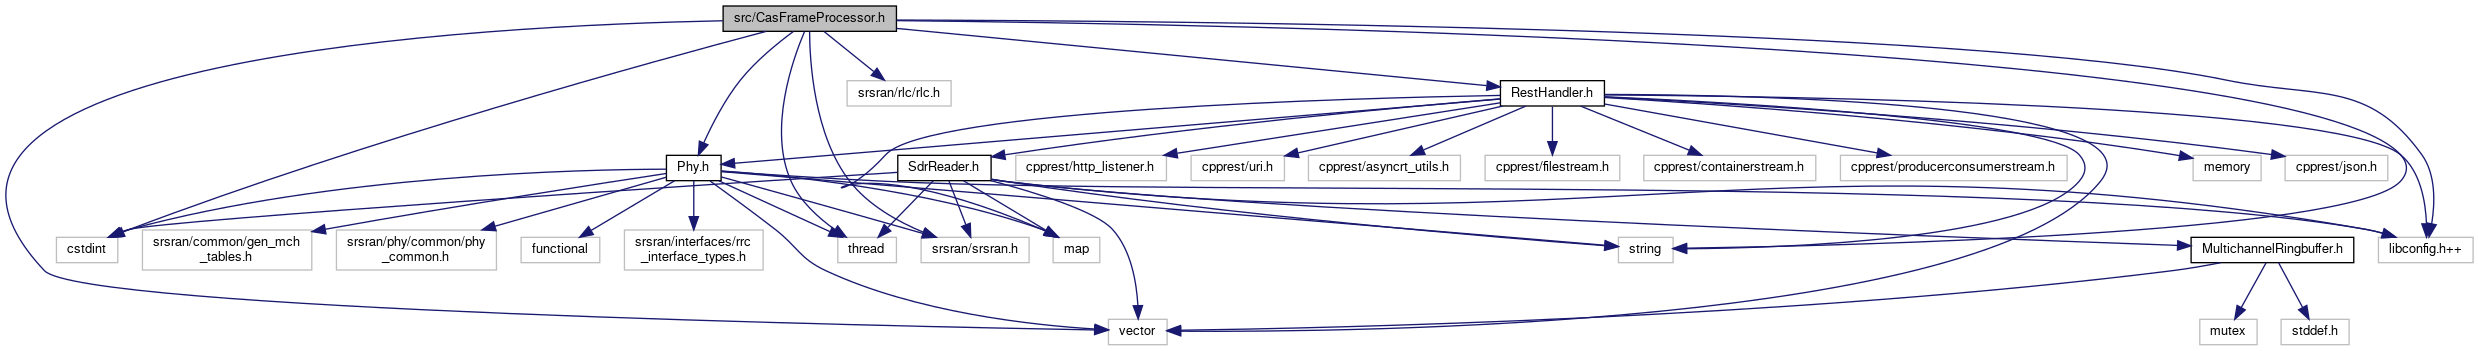 src/CasFrameProcessor.h
srsran/rlc/rlc.h
RestHandler.h
Phy.h
SdrReader.h
cpprest/http_listener.h
cpprest/uri.h
cpprest/asyncrt_utils.h
cpprest/filestream.h
cpprest/containerstream.h
cpprest/producerconsumerstream.h
memory
cpprest/json.h
cstdint
srsran/common/gen_mch
_tables.h
srsran/phy/common/phy
_common.h
functional
srsran/interfaces/rrc
_interface_types.h
thread
srsran/srsran.h
map
string
MultichannelRingbuffer.h
libconfig.h++
vector
mutex
stddef.h